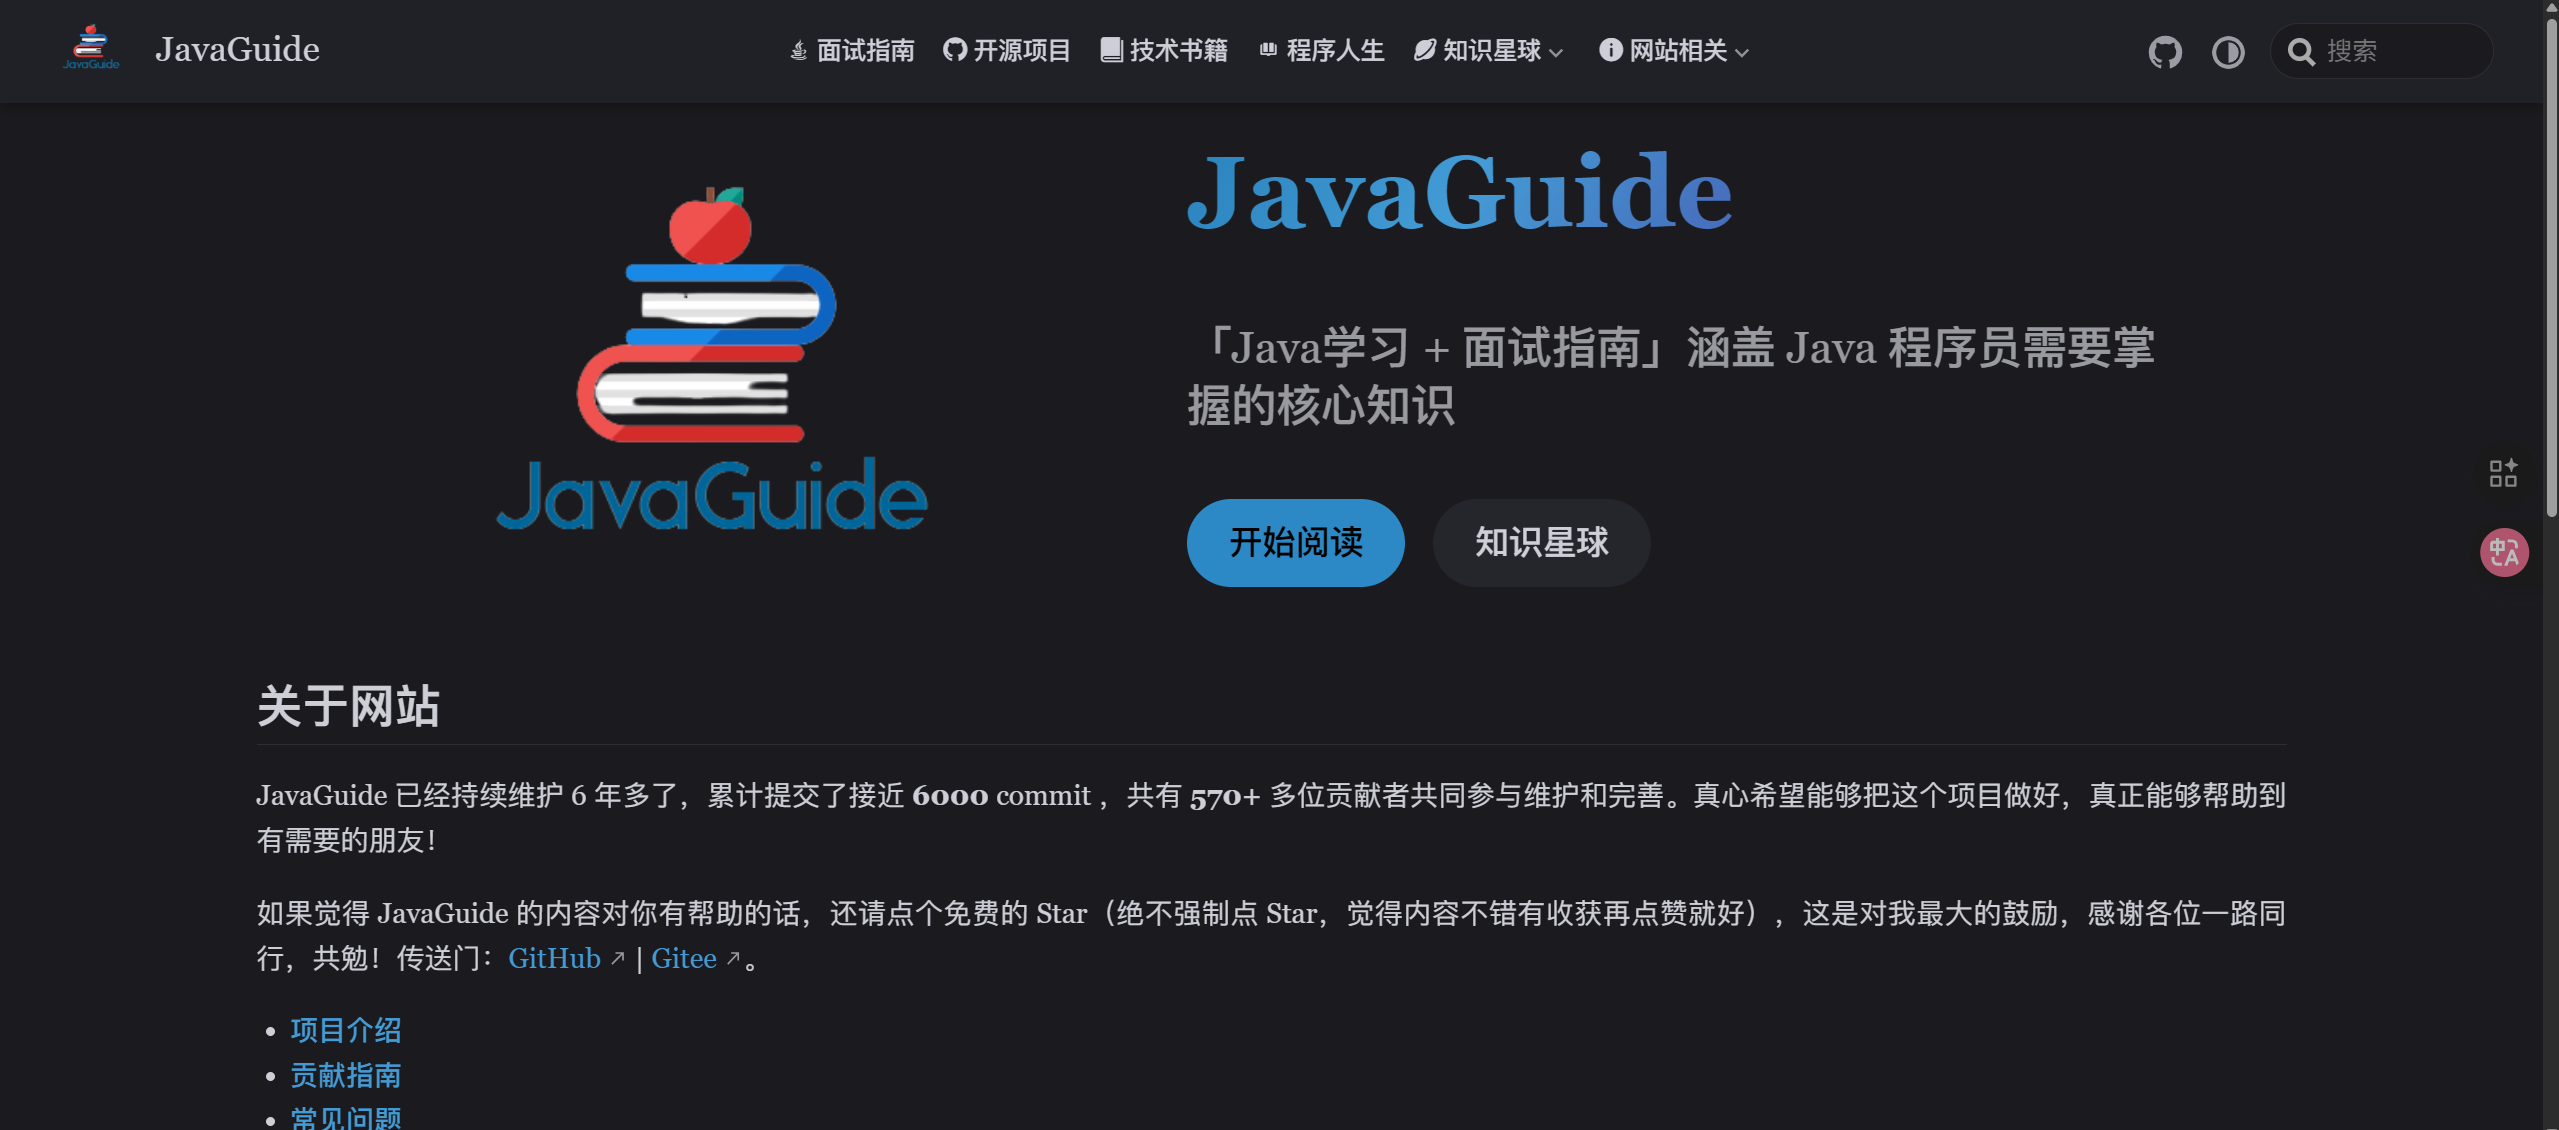 JavaGuide
JavaGuide
面试指南
开源项目
技术书籍
程序人生
知识星球
网站相关
搜索
JavaGuide
JavaGuide
「Java学习 + 面试指南」涵盖 Java 程序员需要掌
握的核心知识
开始阅读
知识星球
中A
关于网站
JavaGuide 已经持续维护 6 年多了，累计提交了接近 6000 commit ，共有 570+ 多位贡献者共同参与维护和完善。真心希望能够把这个项目做好，真正能够帮助到
有需要的朋友！
如果觉得 JavaGuide 的内容对你有帮助的话，还请点个免费的 Star（绝不强制点 Star，觉得内容不错有收获再点赞就好），这是对我最大的鼓励，感谢各位一路同
行，共勉！传送门：GitHub | Gitee 。
• 项目介绍
• 贡献指南
• 常见问题